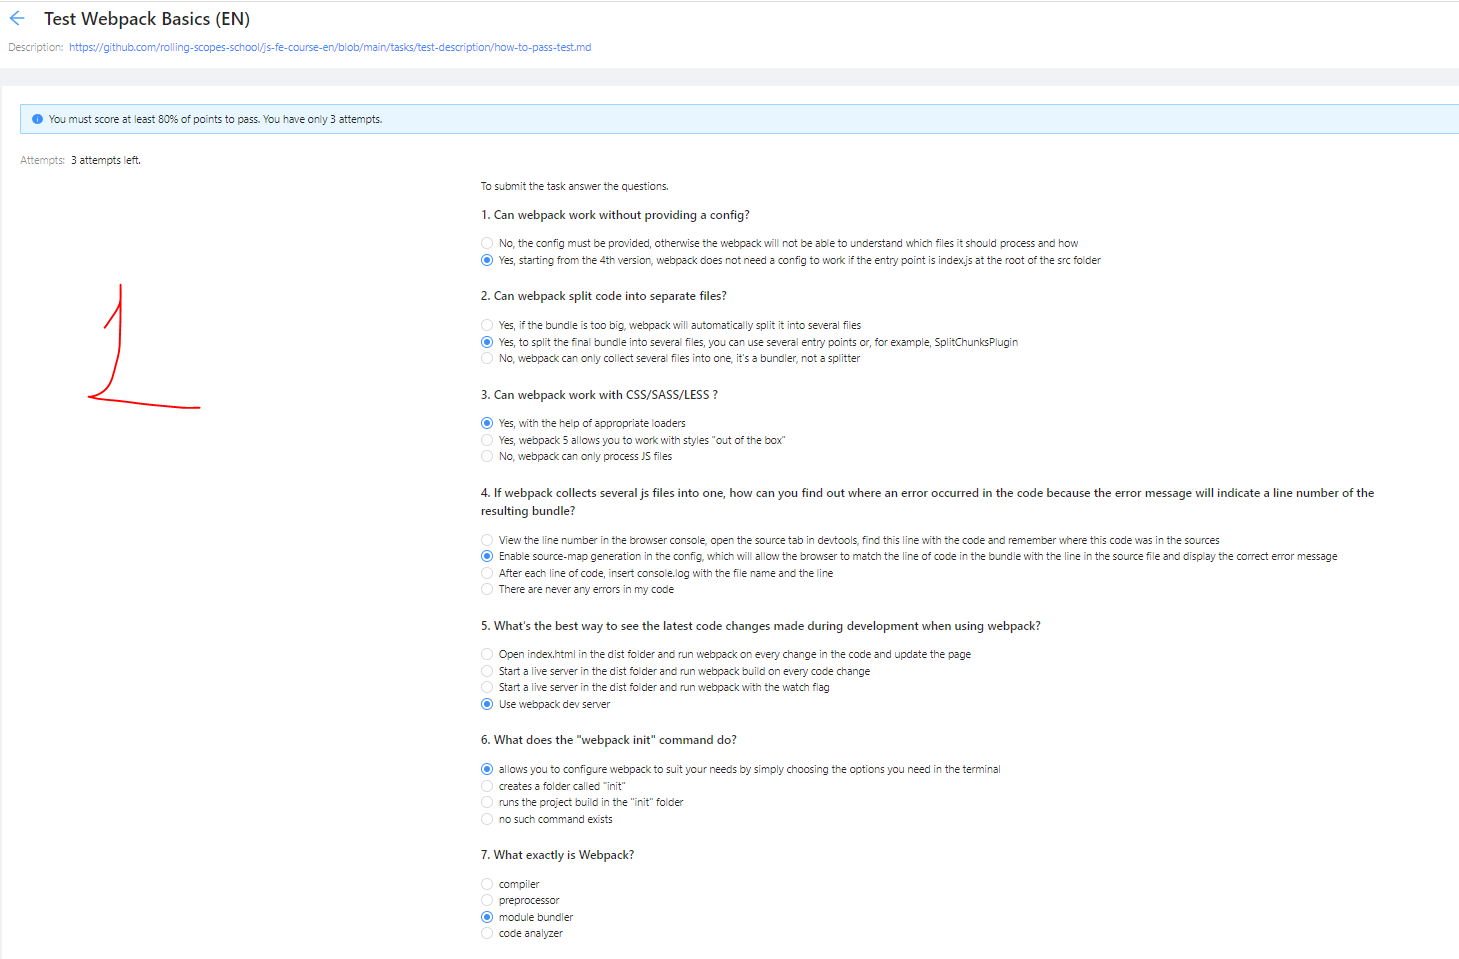 Test Webpack Basics (EN)
Description: https://github.com/rolling-scopes-school/js-fe-course-en/blob/main/tasks/test-description/how-to-pass-test.md
You must score at least 80% of points to pass. You have only 3 attempts.
Attempts: 3 attempts left.
To submit the task answer the questions.
1. Can webpack work without providing a config?
No, the config must be provided, otherwise the webpack will not be able to understand which files it should process and how
Yes, starting from the 4th version, webpack does not need a config to work if the entry point is index.js at the root of the src folder
1
2. Can webpack split code into separate files?
Yes, if the bundle is too big, webpack will automatically split it into several files
Yes, to split the final bundle into several files, you can use several entry points or, for example, SplitChunksPlugin
No, webpack can only collect several files into one, it's a bundler, not a splitter
3. Can webpack work with CSS/SASS/LESS ?
Yes, with the help of appropriate loaders
Yes, webpack 5 allows you to work with styles "out of the box"
No, webpack can only process JS files
4. If webpack collects several js files into one, how can you find out where an error occurred in the code because the error message will indicate a line number of the
resulting bundle?
View the line number in the browser console, open the source tab in devtools, find this line with the code and remember where this code was in the sources
Enable source-map generation in the config, which will allow the browser to match the line of code in the bundle with the line in the source file and display the correct error message
After each line of code, insert console.log with the file name and the line
There are never any errors in my code
5. What's the best way to see the latest code changes made during development when using webpack?
Open index.html in the dist folder and run webpack on every change in the code and update the page
Start a live server in the dist folder and run webpack build on every code change
Start a live server in the dist folder and run webpack with the watch flag
Use webpack dev server
6. What does the "webpack init" command do?
allows you to configure webpack to suit your needs by simply choosing the options you need in the terminal
creates a folder called "init"
runs the project build in the "init" folder
no such command exists
7. What exactly is Webpack?
compiler
preprocessor
module bundler
code analyzer